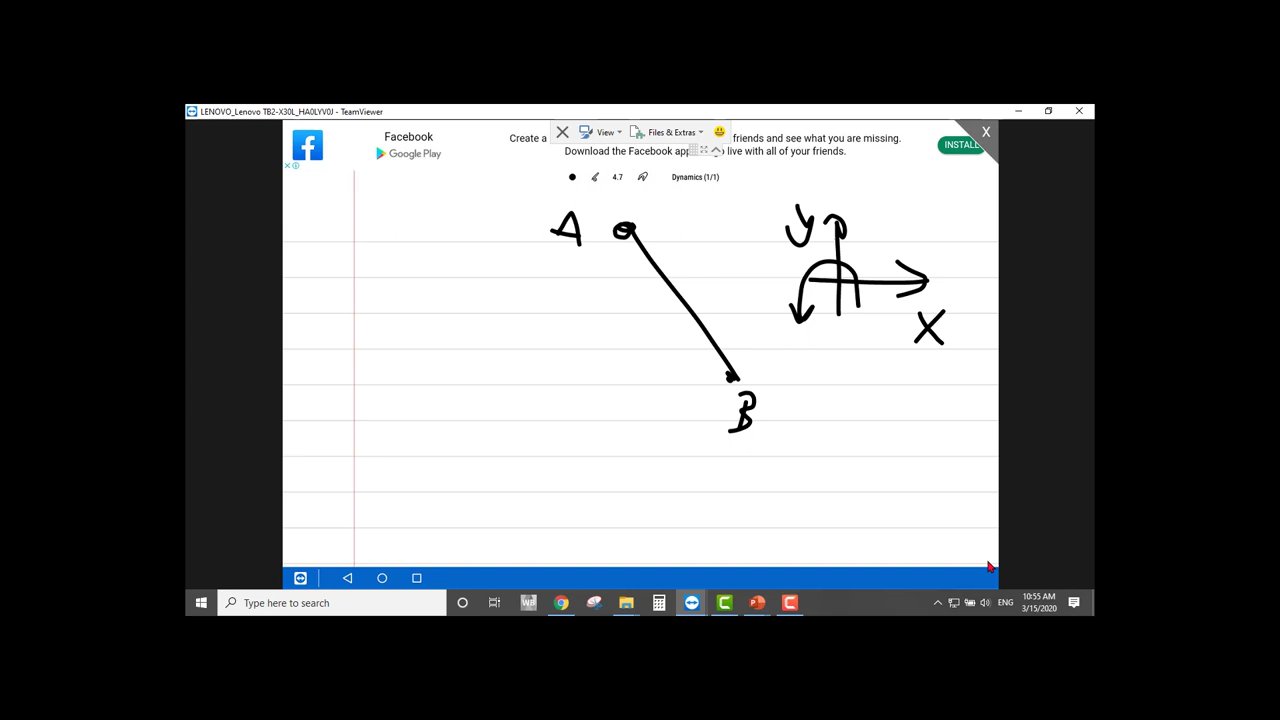 LENOVO_Lenovo TB2-X30L_HA0LYV0J - TeamViewer
Facebook
Google Play
Create a
friends and see what you are missing.
Download the Facebook app
live with all of your friends.
INSTALL
X
View
Files & Extras
4.7
Dynamics (1/1)
A
y
X
B
Type here to search
WB
ENG
10:55 AM
3/15/2020